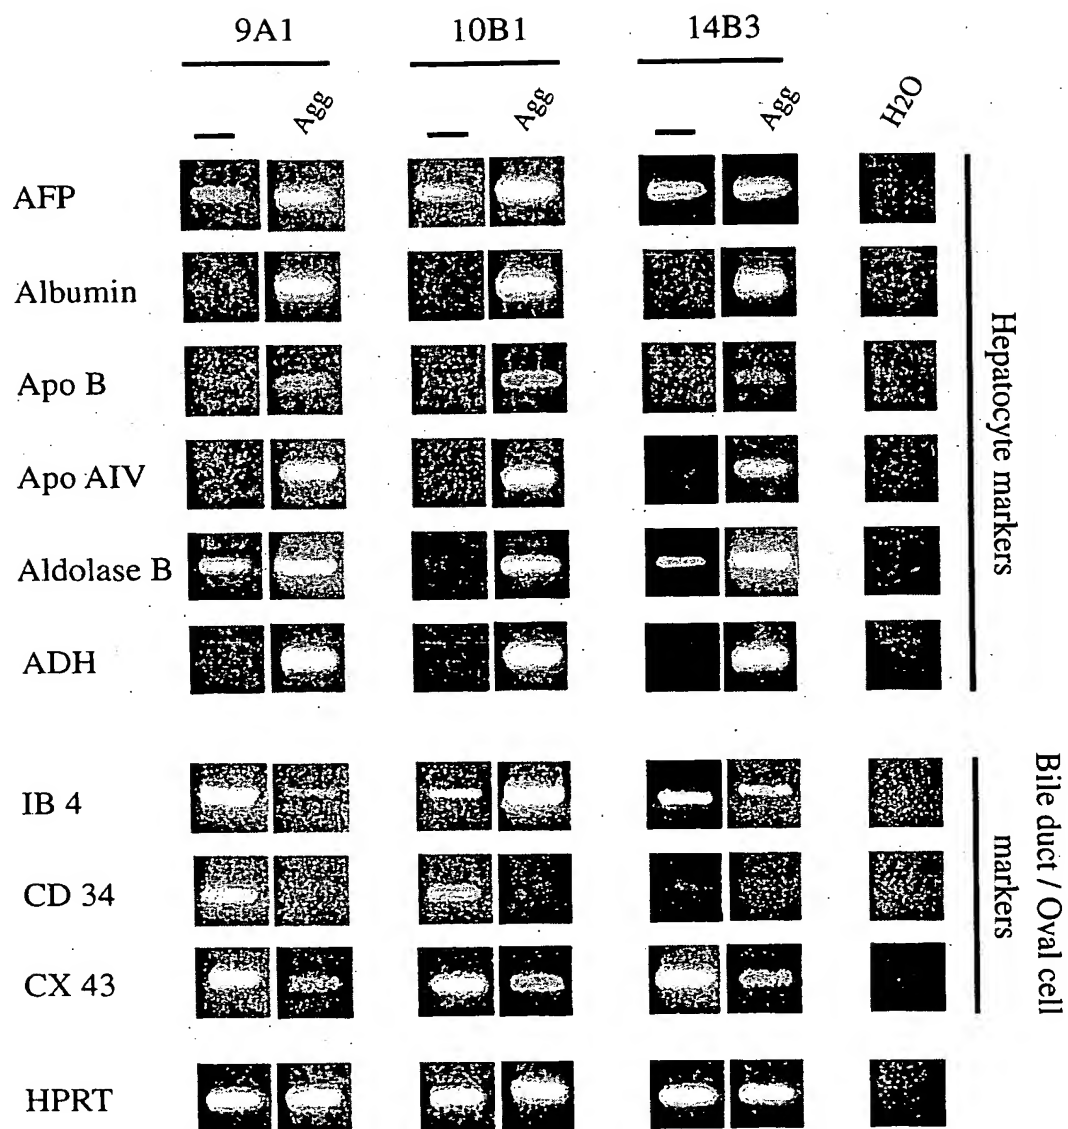 9A1 10B1 14B3
– Agg – Agg – Agg H2O
AFP
Albumin
Apo B
Apo AIV
Aldolase B
ADH
Hepatocyte markers
IB 4
CD 34
CX 43
Bile duct / Oval cell
markers
HPRT